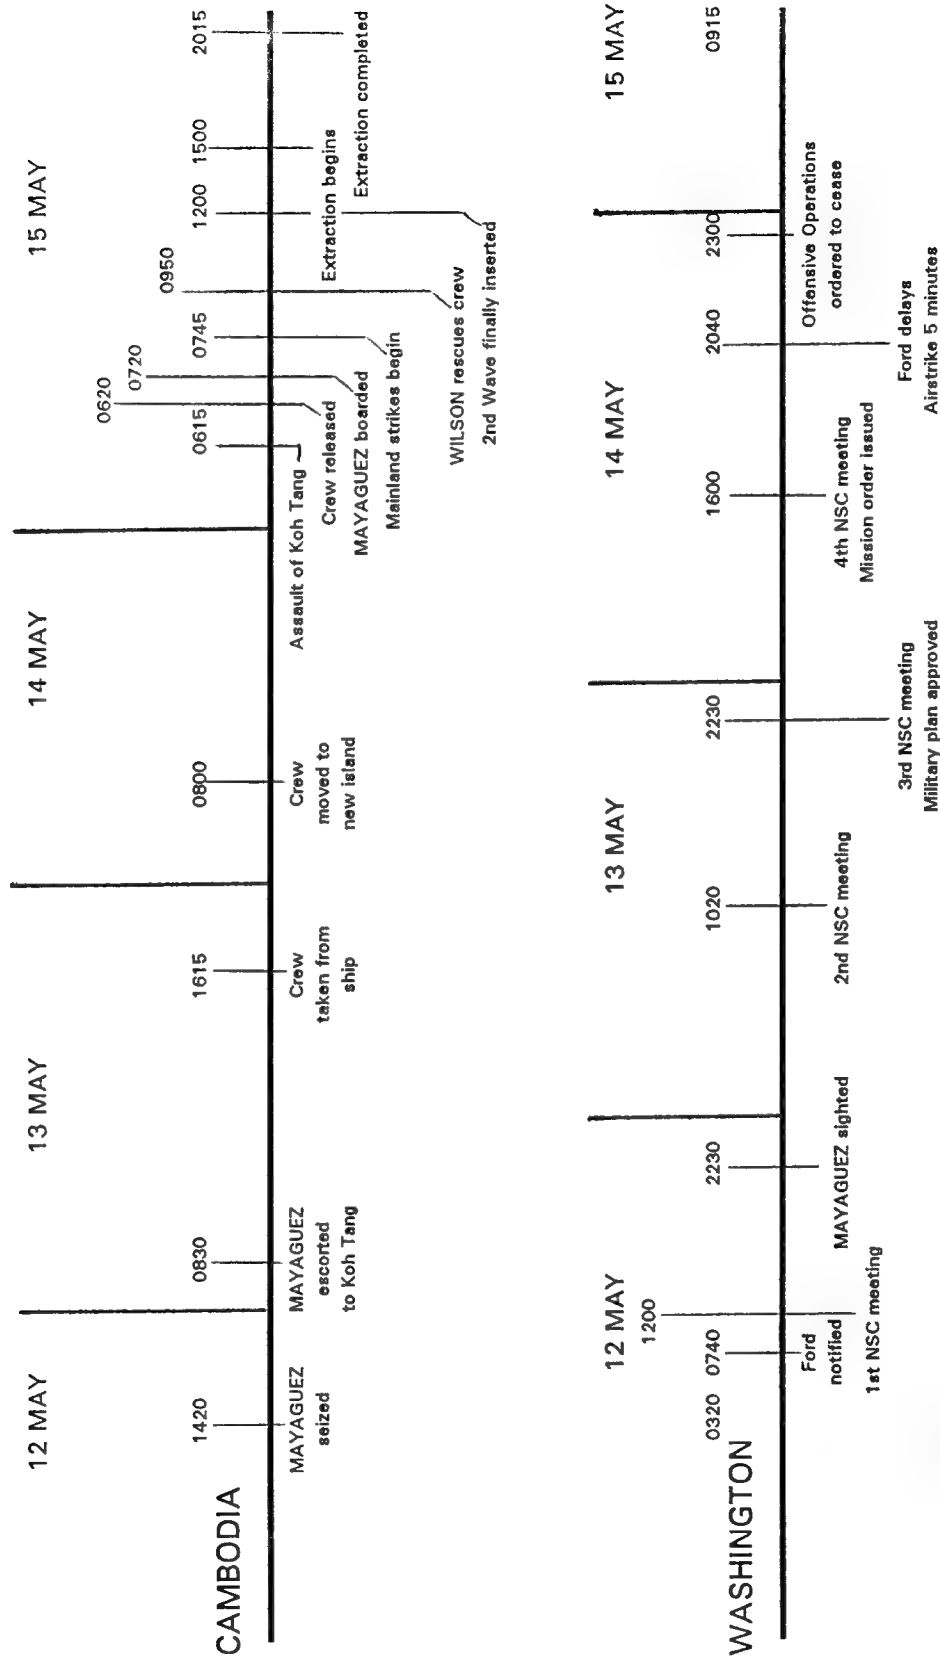 CAMBODIA
12 MAY
13 MAY
14 MAY
15 MAY
1420
0830
1615
0800
0615
0620
0720
0745
0950
1200
1500
2015
MAYAGUEZ
seized
MAYAGUEZ
escorted
to Koh Tang
Crew
taken from
ship
Crew
moved to
new island
Assault of Koh Tang
Crew released
MAYAGUEZ boarded
Mainland strikes begin
WILSON rescues crew
2nd Wave finally inserted
Extraction begins
Extraction completed
WASHINGTON
12 MAY
13 MAY
14 MAY
15 MAY
0320
0740
1200
2230
1020
2230
1600
2040
2300
0915
Ford
notified
1st NSC meeting
MAYAGUEZ sighted
2nd NSC meeting
3rd NSC meeting
Military plan approved
4th NSC meeting
Mission order issued
Ford delays
Airstrike 5 minutes
Offensive Operations
ordered to cease